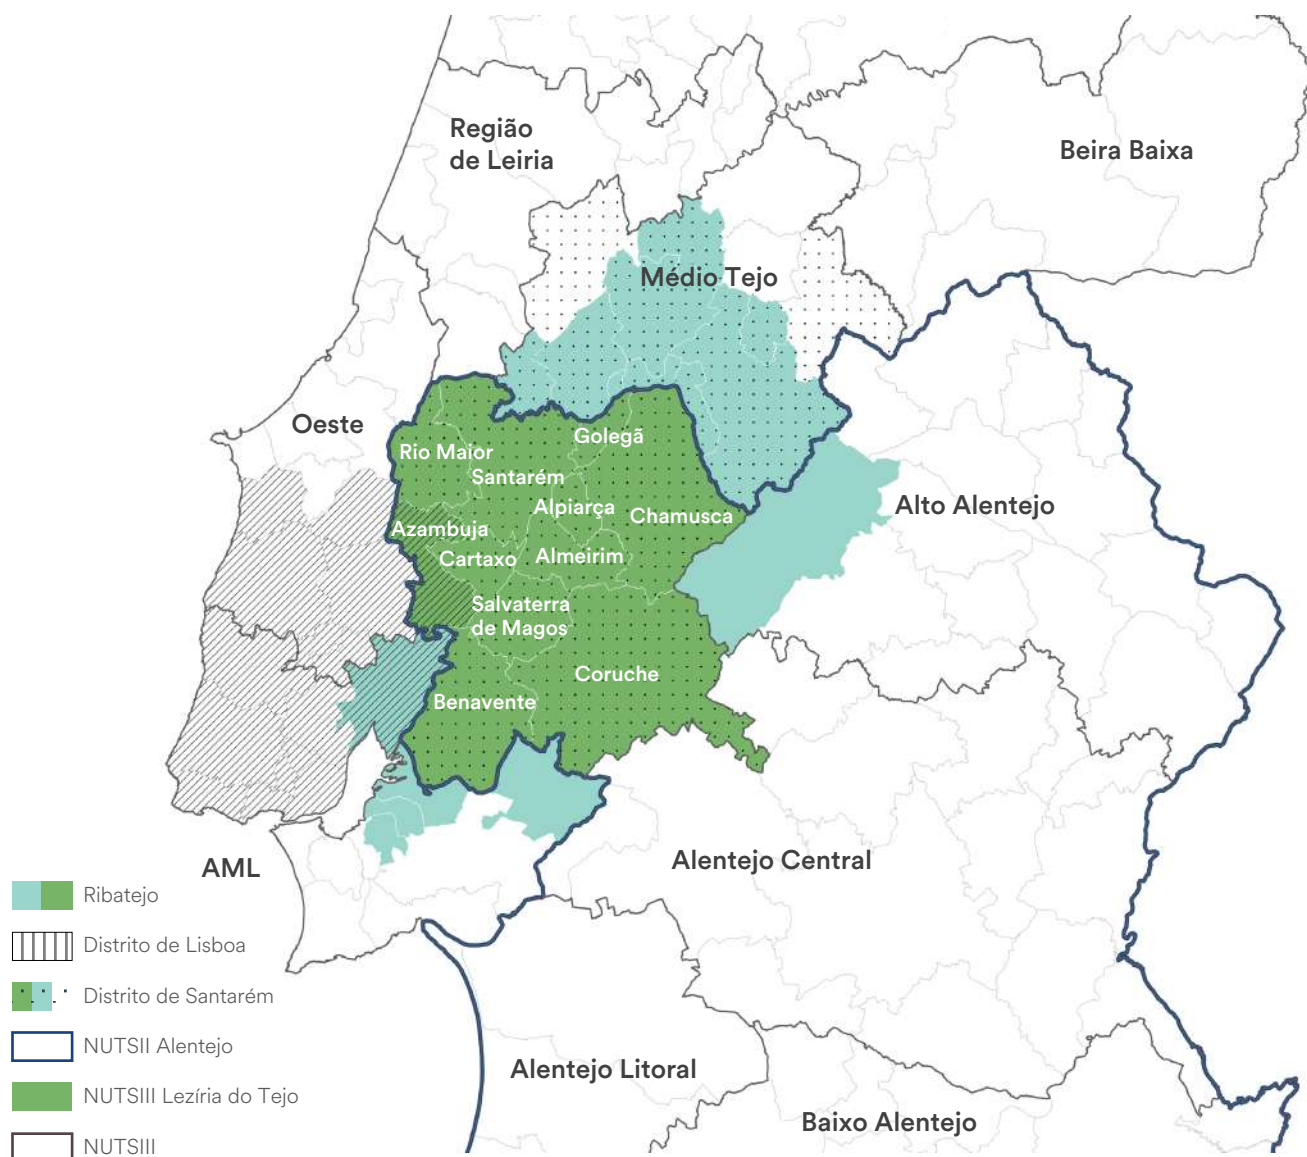 Região
de Leiria
Beira Baixa
Médio Tejo
Oeste
Golegã
Rio Maior
Santarém
Alpiarça
Chamusca
Alto Alentejo
Azambuja
Cartaxo
Almeirim
Salvaterra
de Magos
Coruche
Benavente
AML
Alentejo Central
Ribatejo
Distrito de Lisboa
Distrito de Santarém
NUTSII Alentejo
Alentejo Litoral
NUTSIII Lezíria do Tejo
Baixo Alentejo
NUTSIII